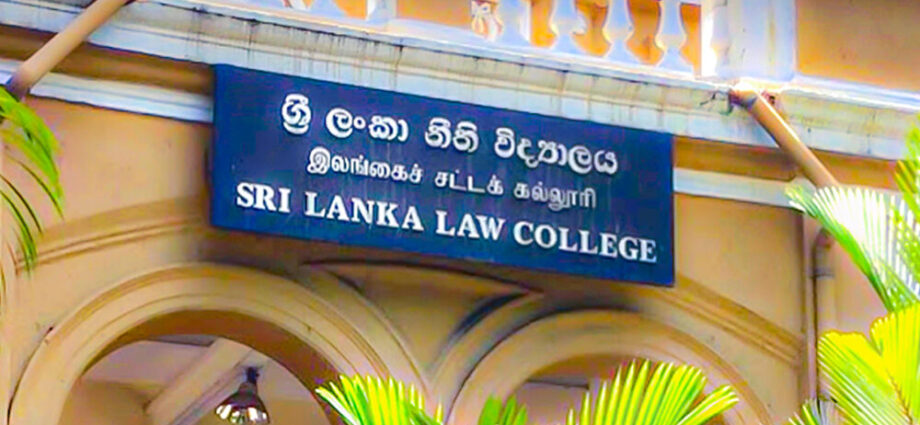 ශ්‍රී ලංකා නීති විද්‍යාලය
இலங்கைச் சட்டக் கல்லூரி
SRI LANKA LAW COLLEGE